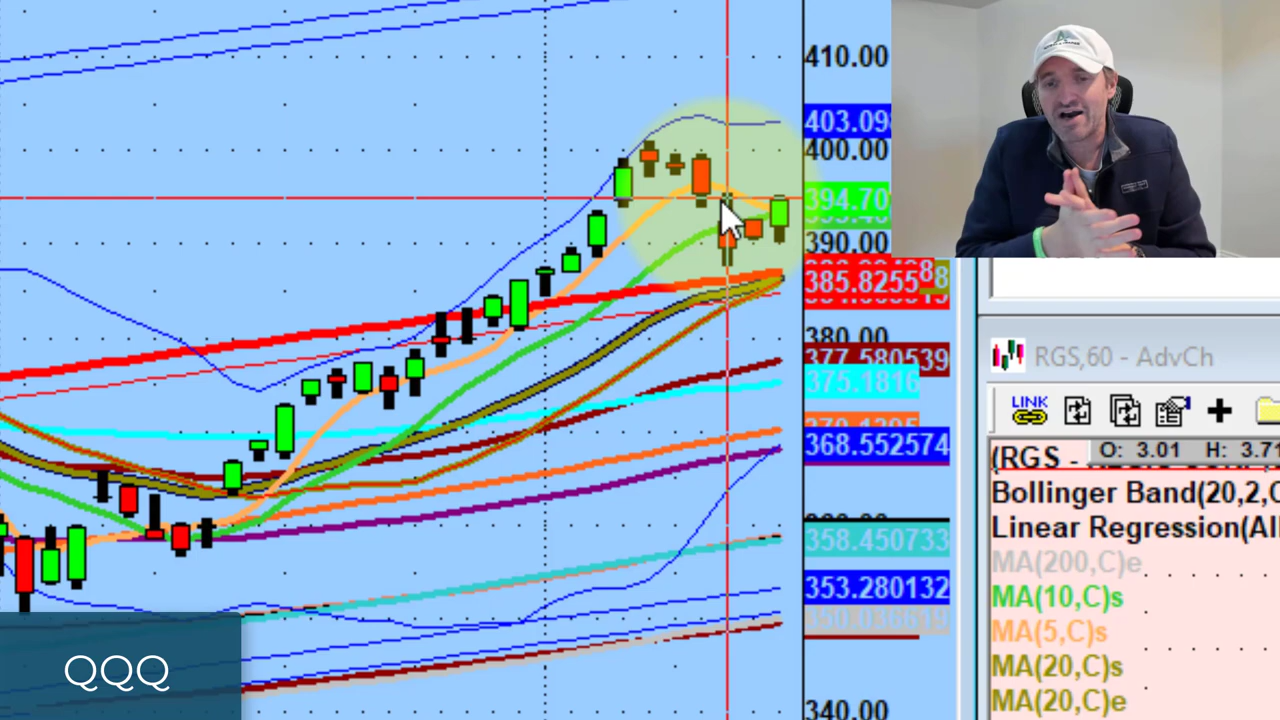 410.00
403.09
400.00
394.70
390.00
385.8255
380.00
377.580539
375.1816
368.552574
358.450733
353.280132
340.00
QQQ
RGS,60 - AdvCh
LINK
O: 3.01 H: 3.71
(RGS -
Bollinger Band(20,2,C
Linear Regression(Al
MA(200,C)e
MA(10,C)s
MA(5,C)s
MA(20,C)s
MA(20,C)e